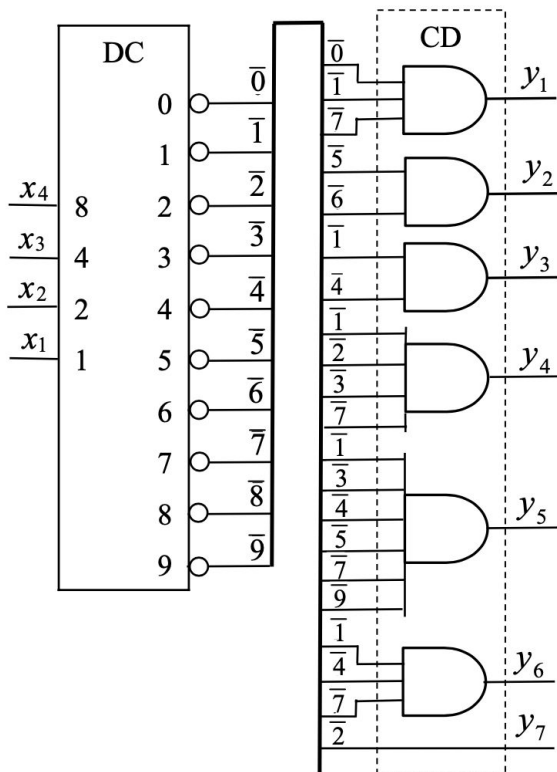 DC
CD
x₄ 8
x₃ 4
x₂ 2
x₁ 1
0 0̅
1 1̅
2 2̅
3 3̅
4 4̅
5 5̅
6 6̅
7 7̅
8 8̅
9 9̅
0̅
1̅
7̅
y₁
5̅
6̅
y₂
1̅
4̅
y₃
1̅
2̅
3̅
7̅
y₄
1̅
3̅
4̅
5̅
7̅
9̅
y₅
1̅
4̅
7̅
y₆
2̅
y₇